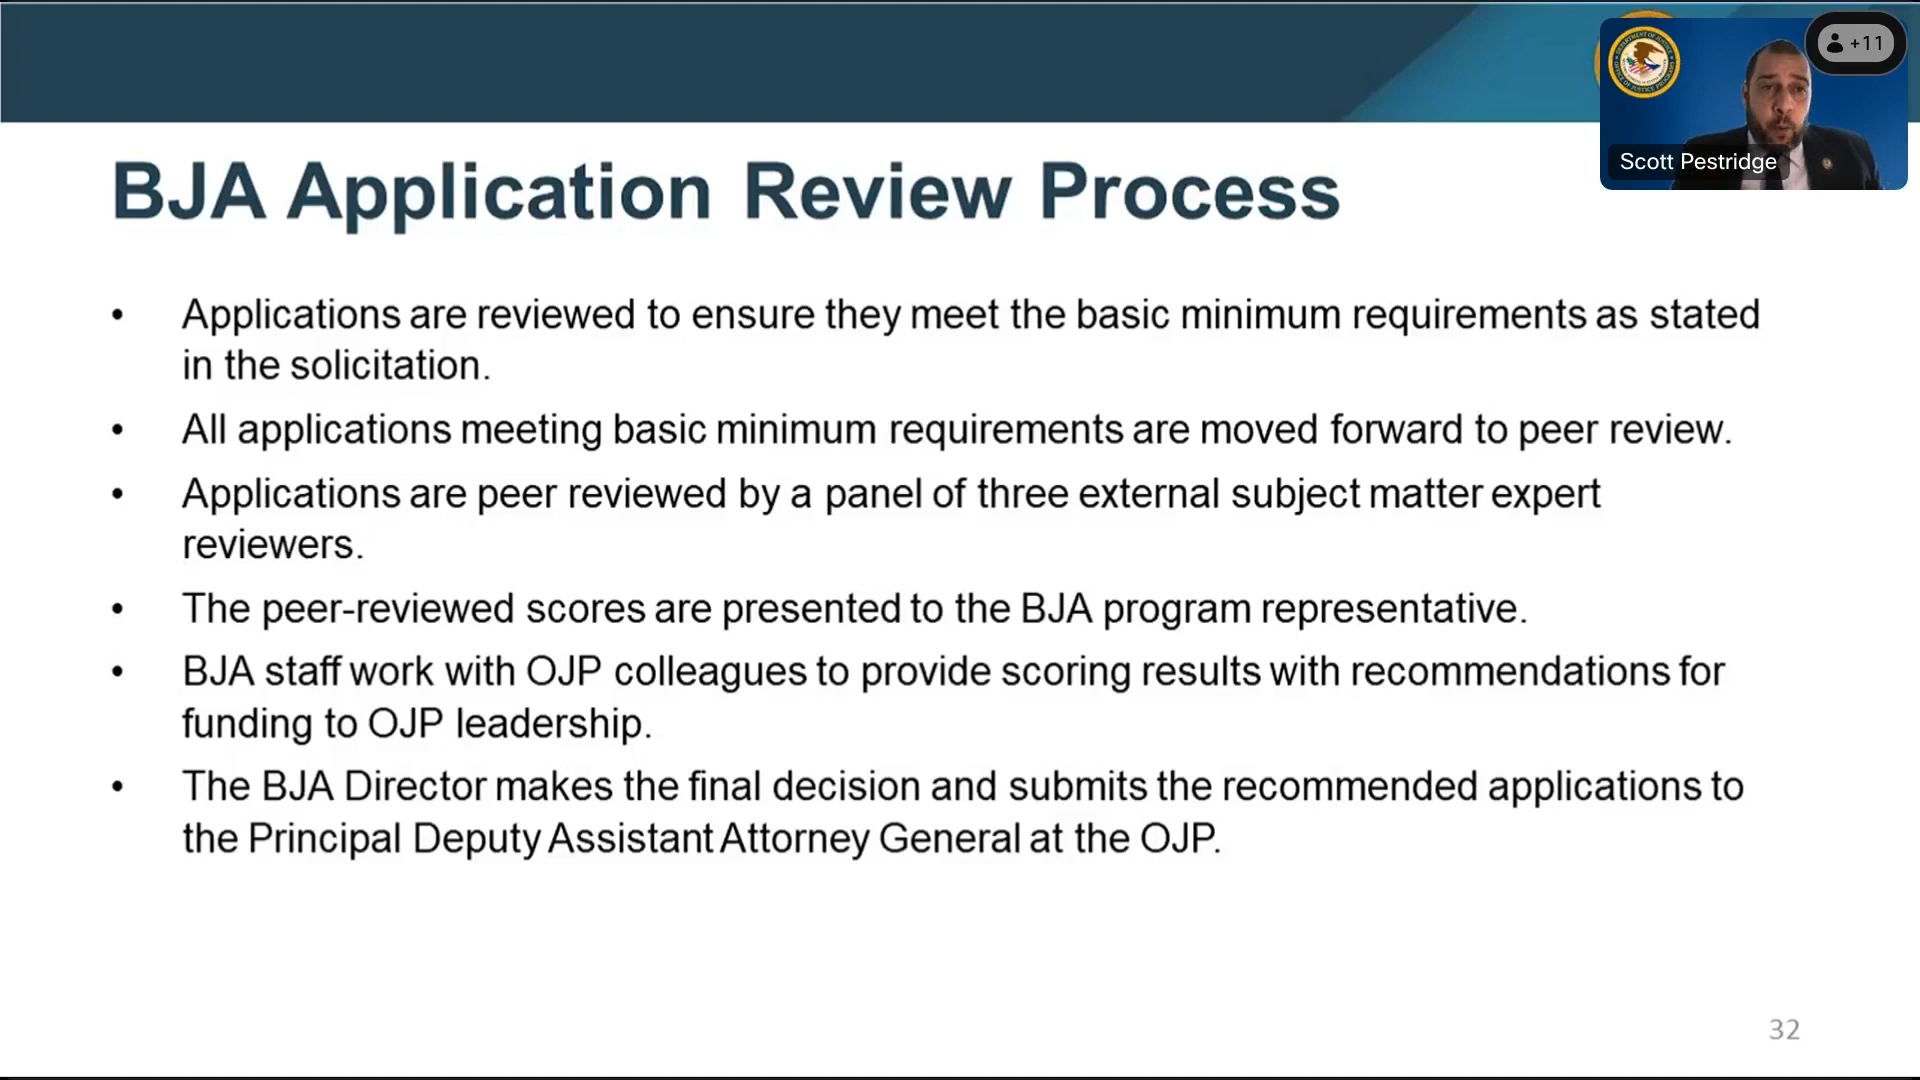 +11
Scott Pestridge
BJA Application Review Process
• Applications are reviewed to ensure they meet the basic minimum requirements as stated
in the solicitation.
• All applications meeting basic minimum requirements are moved forward to peer review.
• Applications are peer reviewed by a panel of three external subject matter expert
reviewers.
• The peer-reviewed scores are presented to the BJA program representative.
• BJA staff work with OJP colleagues to provide scoring results with recommendations for
funding to OJP leadership.
• The BJA Director makes the final decision and submits the recommended applications to
the Principal Deputy Assistant Attorney General at the OJP.
32